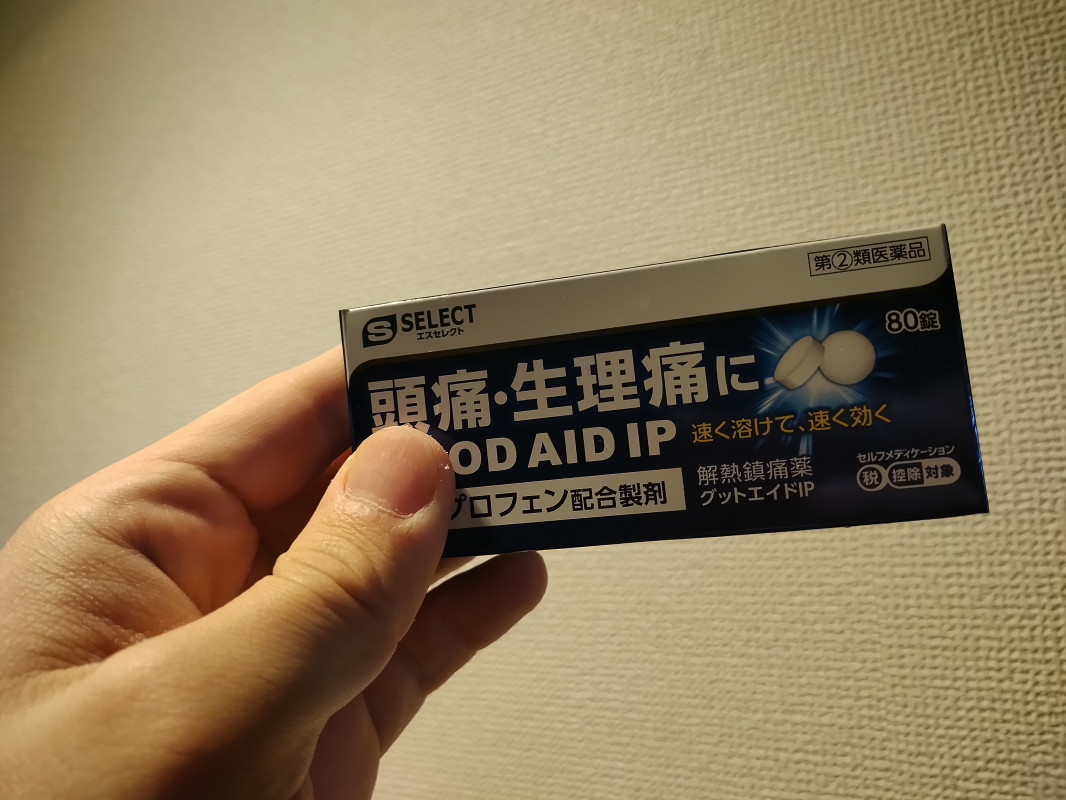 第②類医薬品
S SELECT
エスセレクト
80錠
頭痛・生理痛に
OD AID IP
速く溶けて、速く効く
プロフェン配合製剤
解熱鎮痛薬
グットエイドIP
セルフメディケーション
税 控除 対象